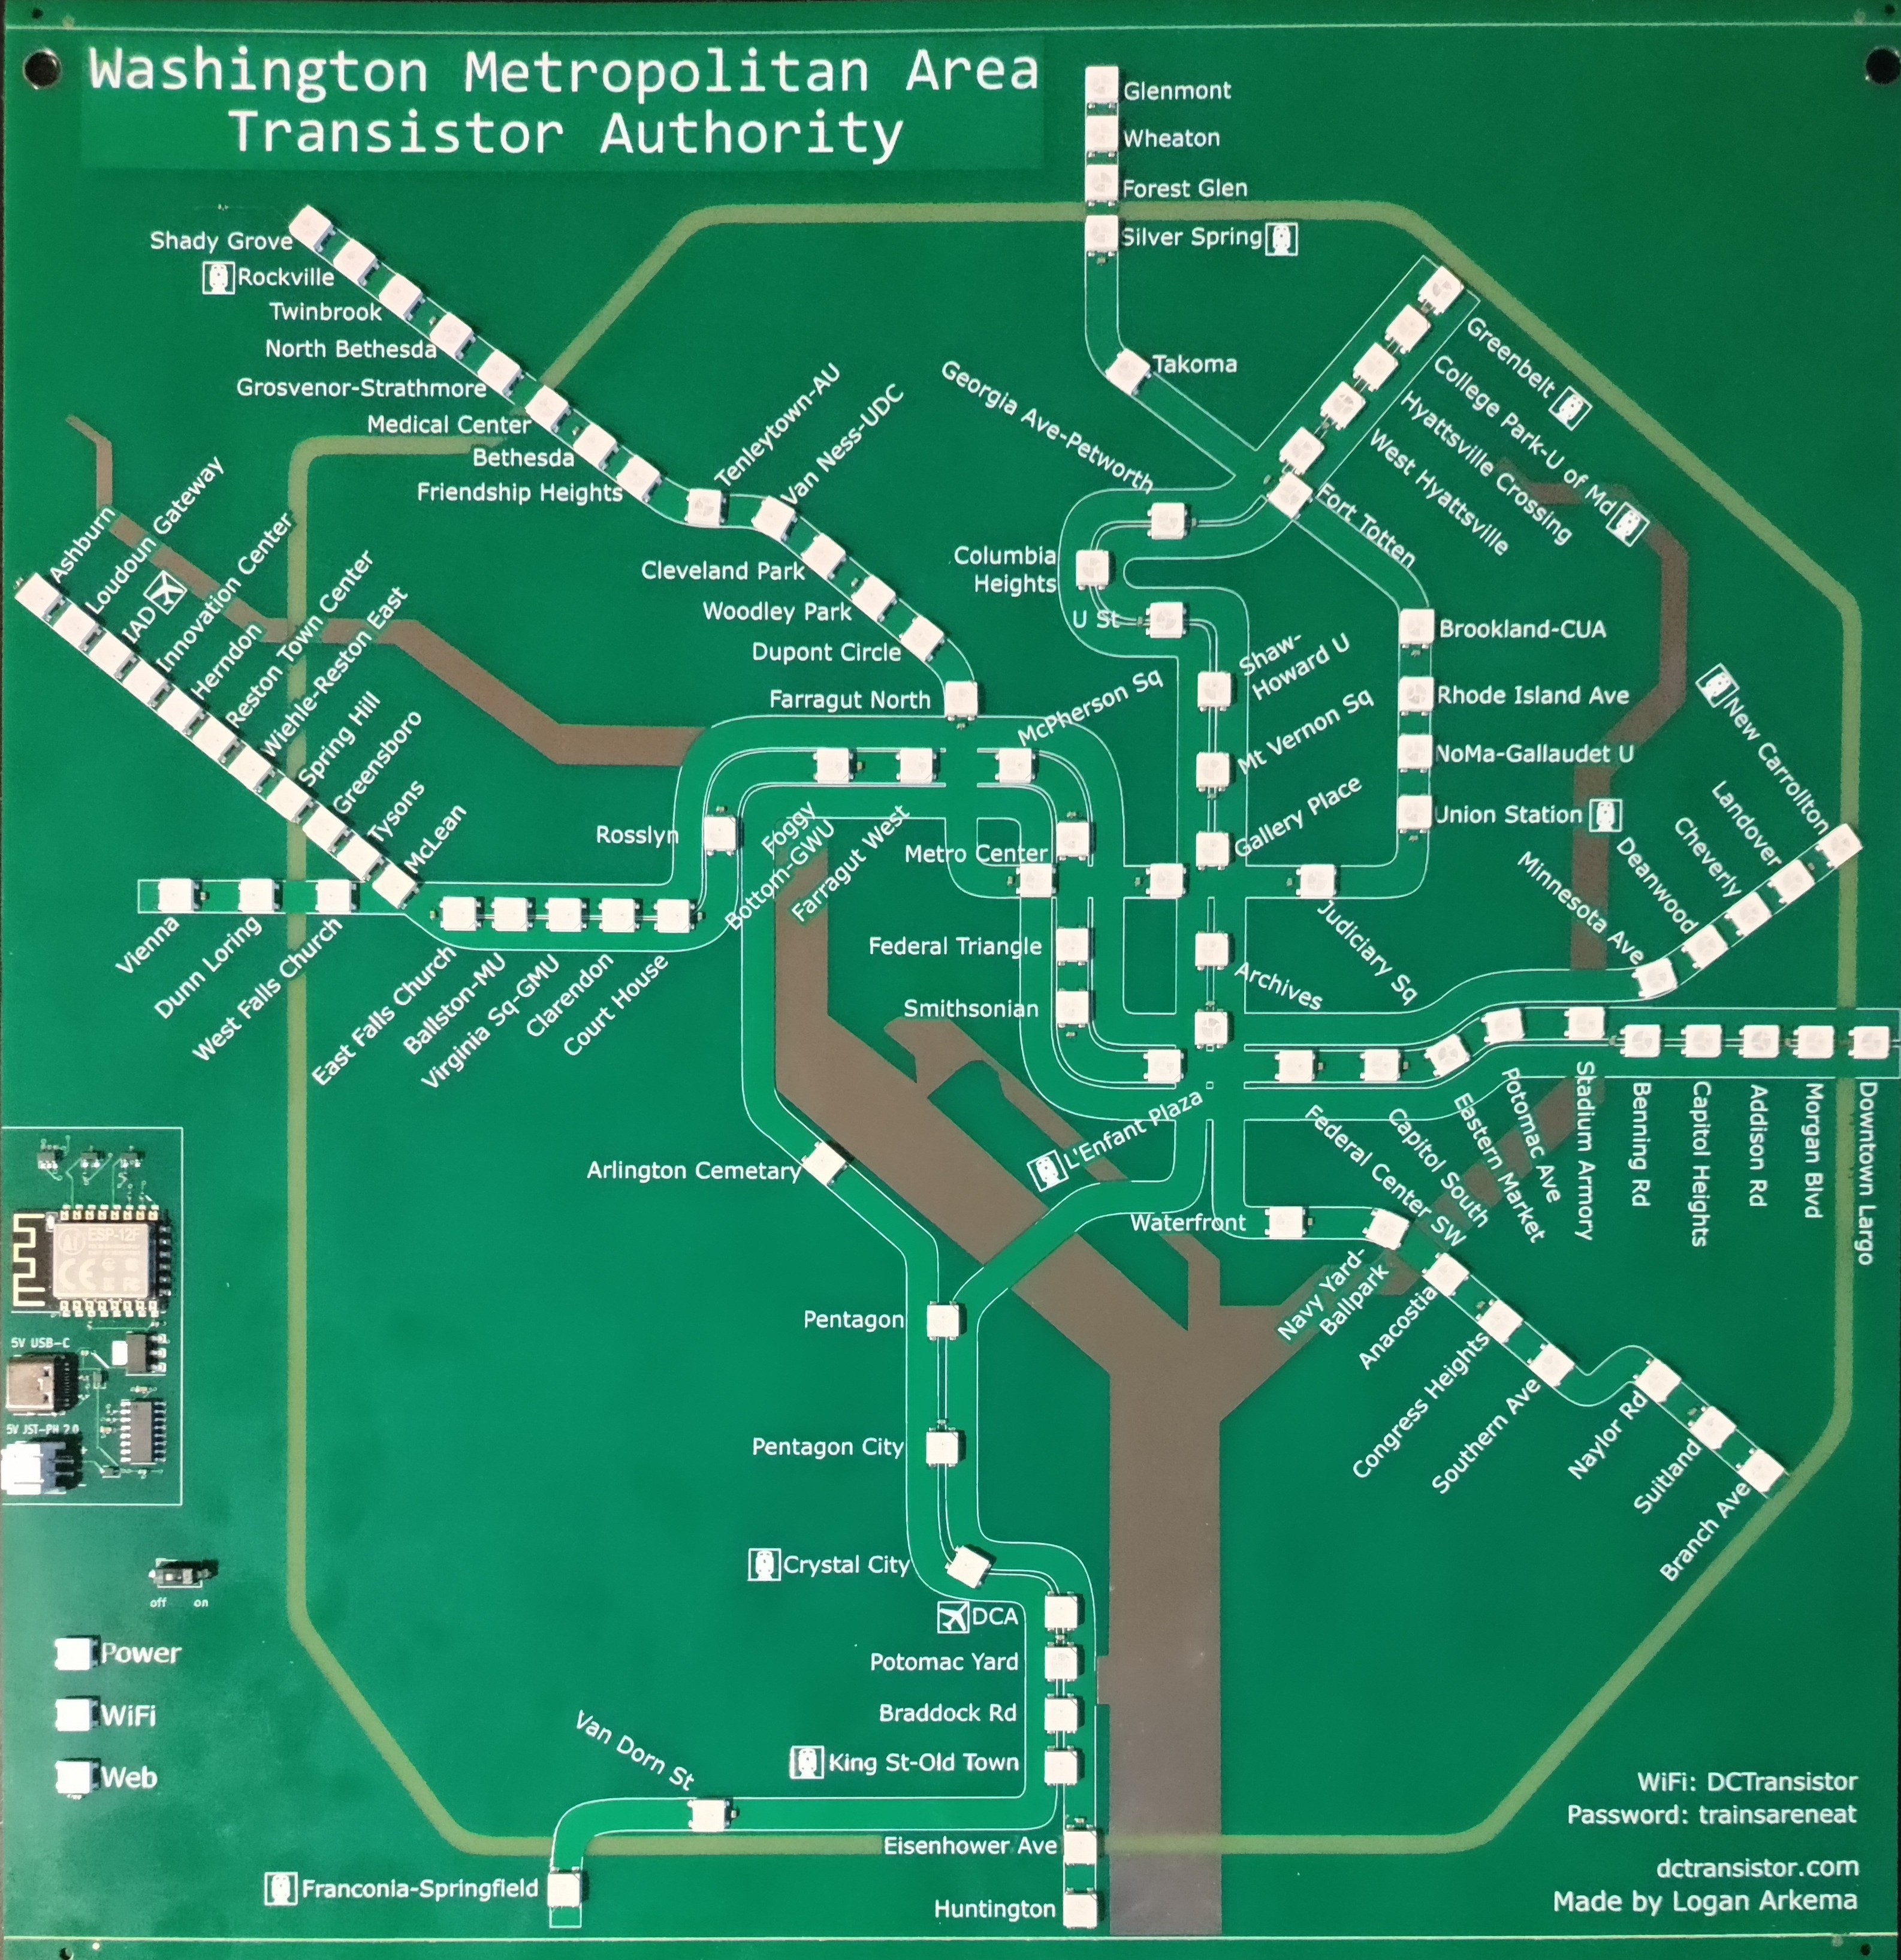 Washington Metropolitan Area
Transistor Authority
Glenmont
Wheaton
Forest Glen
Silver Spring
Takoma
Shady Grove
Rockville
Twinbrook
North Bethesda
Grosvenor-Strathmore
Medical Center
Bethesda
Friendship Heights
Tenleytown-AU
Van Ness-UDC
Cleveland Park
Woodley Park
Dupont Circle
Farragut North
Georgia Ave-Petworth
Columbia
Heights
U St
Shaw-
Howard U
Mt Vernon Sq
Gallery Place
Archives
Greenbelt
College Park-U of Md
Hyattsville Crossing
West Hyattsville
Fort Totten
Brookland-CUA
Rhode Island Ave
NoMa-Gallaudet U
Union Station
Judiciary Sq
New Carrollton
Landover
Cheverly
Deanwood
Minnesota Ave
Ashburn
Loudoun Gateway
IAD
Innovation Center
Herndon
Reston Town Center
Wiehle-Reston East
Spring Hill
Greensboro
Tysons
McLean
Vienna
Dunn Loring
West Falls Church
East Falls Church
Ballston-MU
Virginia Sq-GMU
Clarendon
Court House
Rosslyn
Foggy
Bottom-GWU
Farragut West
McPherson Sq
Metro Center
Federal Triangle
Smithsonian
L'Enfant Plaza
Federal Center SW
Capitol South
Eastern Market
Potomac Ave
Stadium Armory
Benning Rd
Capitol Heights
Addison Rd
Morgan Blvd
Downtown Largo
Arlington Cemetary
Waterfront
Navy Yard-
Ballpark
Anacostia
Congress Heights
Southern Ave
Naylor Rd
Suitland
Branch Ave
Pentagon
Pentagon City
Crystal City
DCA
Potomac Yard
Braddock Rd
King St-Old Town
Van Dorn St
Eisenhower Ave
Franconia-Springfield
Huntington
ESP-12F
5V USB-C
5V JST-PH 2.0
off on
Power
WiFi
Web
WiFi: DCTransistor
Password: trainsareneat
dctransistor.com
Made by Logan Arkema